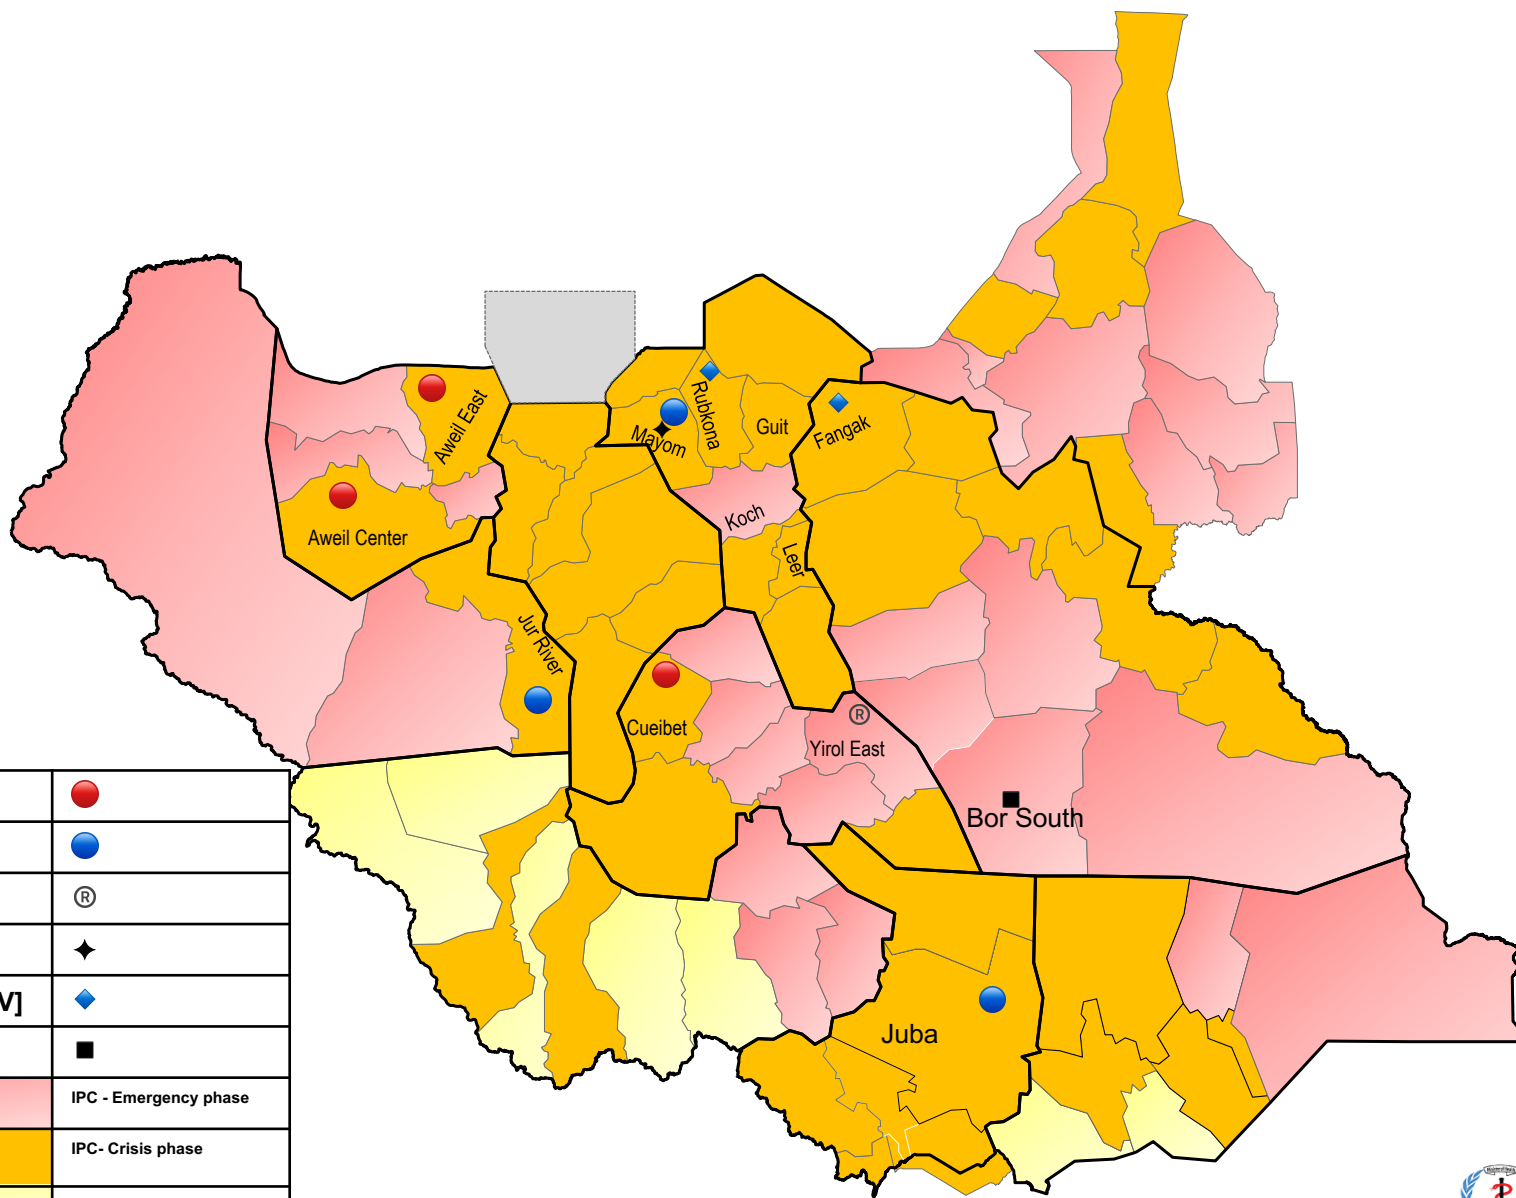 Aweil East
Rubkona
Guit
Mayom
Fangak
Koch
Aweil Center
Leer
Jur River
Cueibet
Yirol East
Bor South
Juba
®
V]
IPC - Emergency phase
IPC- Crisis phase